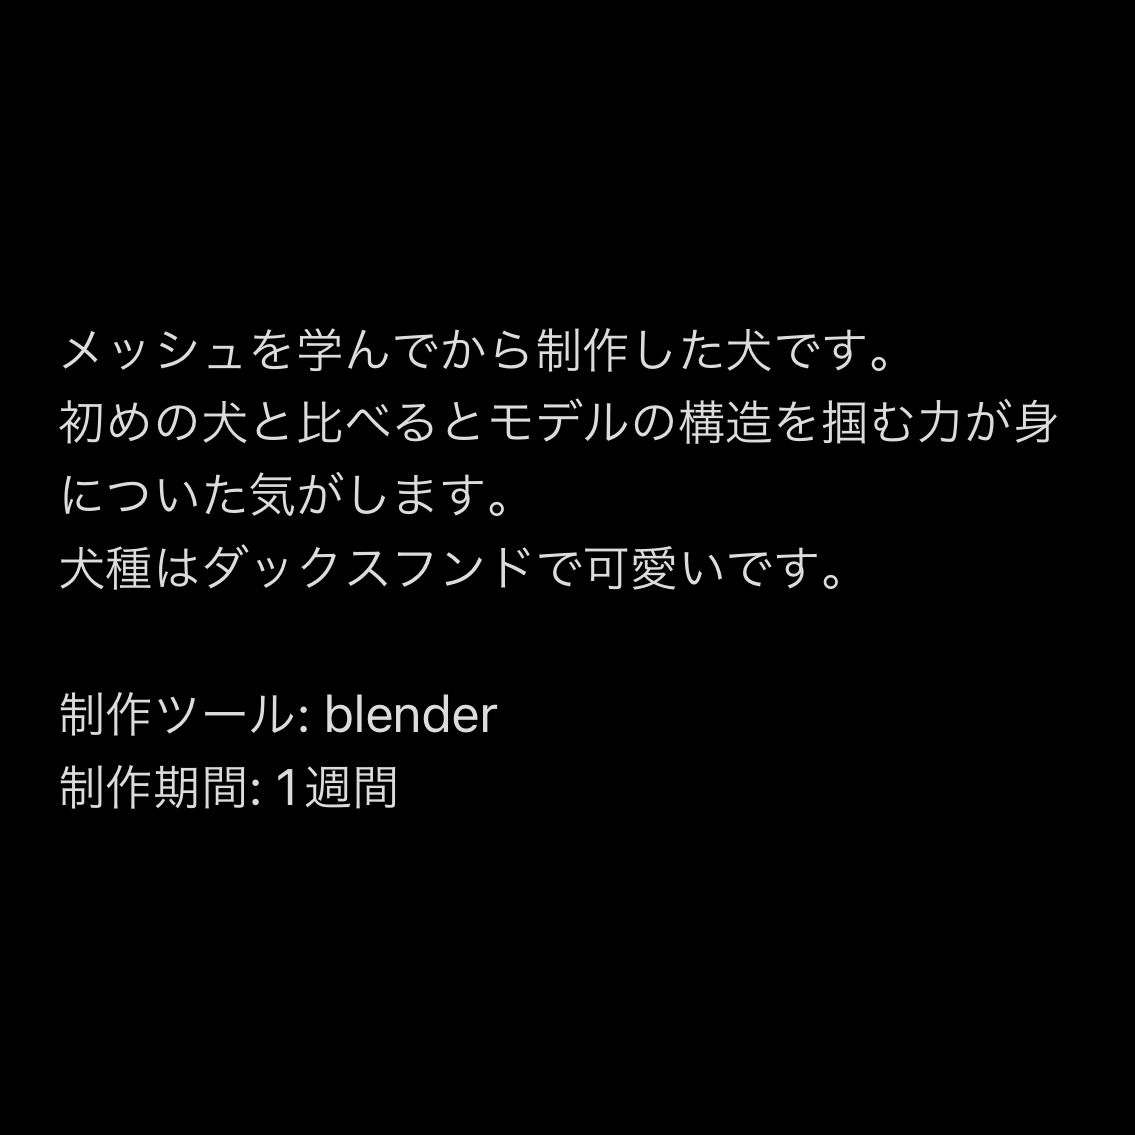 メッシュを学んでから制作した犬です。
初めの犬と比べるとモデルの構造を掴む力が身
についた気がします。
犬種はダックスフンドで可愛いです。
制作ツール: blender
制作期間: 1週間